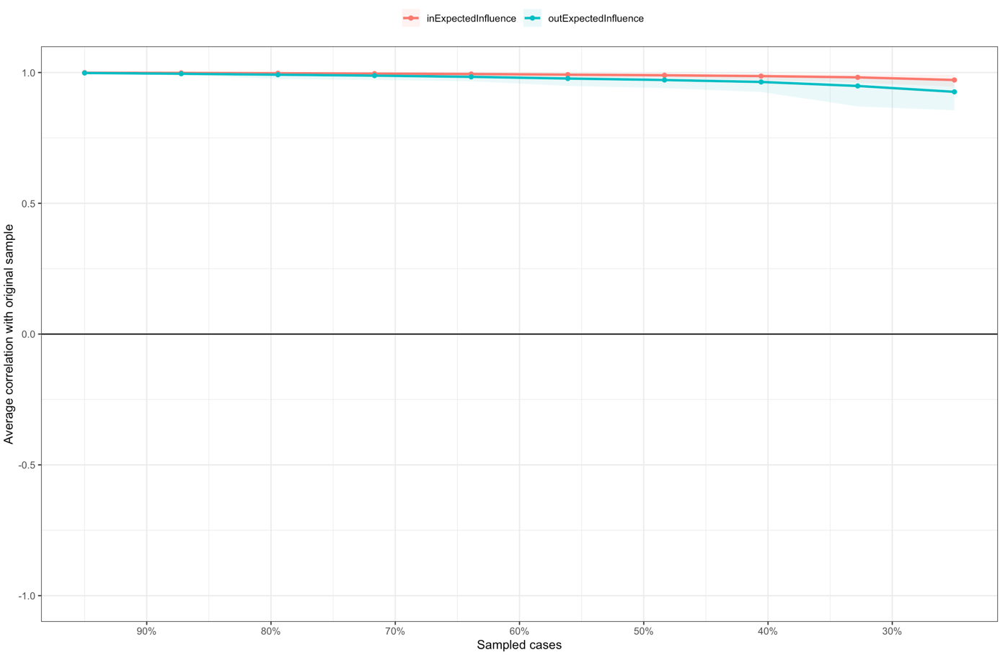 inExpectedInfluence outExpectedInfluence
Average correlation with original sample
1.0
0.5
0.0
-0.5
-1.0
90% 80% 70% 60% 50% 40% 30%
Sampled cases